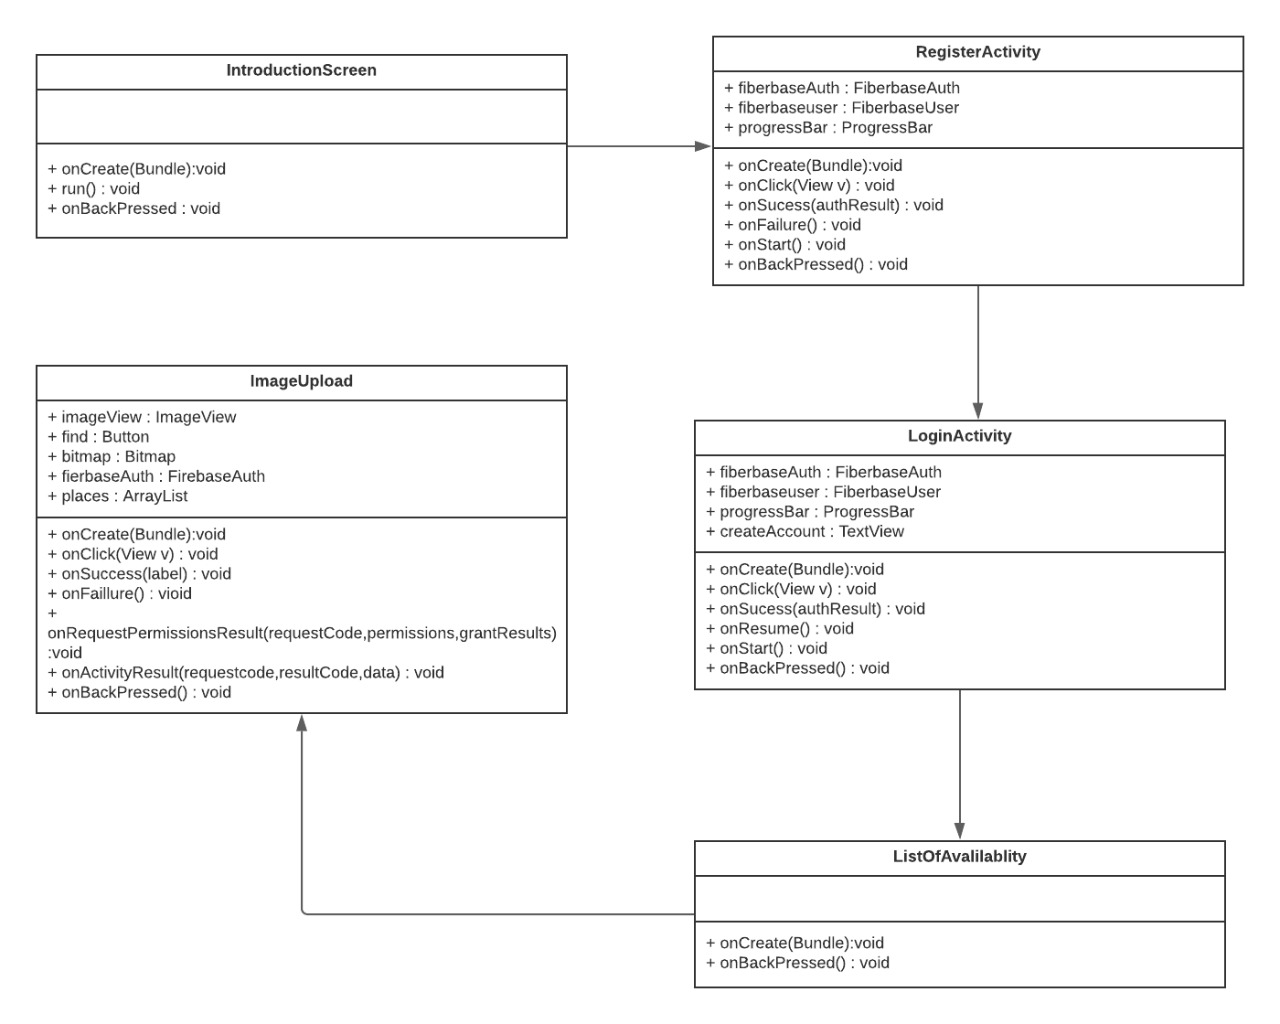 IntroductionScreen
+ onCreate(Bundle):void
+ run() : void
+ onBackPressed : void
RegisterActivity
+ fiberbaseAuth : FiberbaseAuth
+ fiberbaseuser : FiberbaseUser
+ progressBar : ProgressBar
+ onCreate(Bundle):void
+ onClick(View v) : void
+ onSucess(authResult) : void
+ onFailure() : void
+ onStart() : void
+ onBackPressed() : void
ImageUpload
+ imageView : ImageView
+ find : Button
+ bitmap : Bitmap
+ fierbaseAuth : FirebaseAuth
+ places : ArrayList
+ onCreate(Bundle):void
+ onClick(View v) : void
+ onSuccess(label) : void
+ onFaillure() : vioid
+
onRequestPermissionsResult(requestCode,permissions,grantResults)
:void
+ onActivityResult(requestcode,resultCode,data) : void
+ onBackPressed() : void
LoginActivity
+ fiberbaseAuth : FiberbaseAuth
+ fiberbaseuser : FiberbaseUser
+ progressBar : ProgressBar
+ createAccount : TextView
+ onCreate(Bundle):void
+ onClick(View v) : void
+ onSucess(authResult) : void
+ onResume() : void
+ onStart() : void
+ onBackPressed() : void
ListOfAvalilablity
+ onCreate(Bundle):void
+ onBackPressed() : void